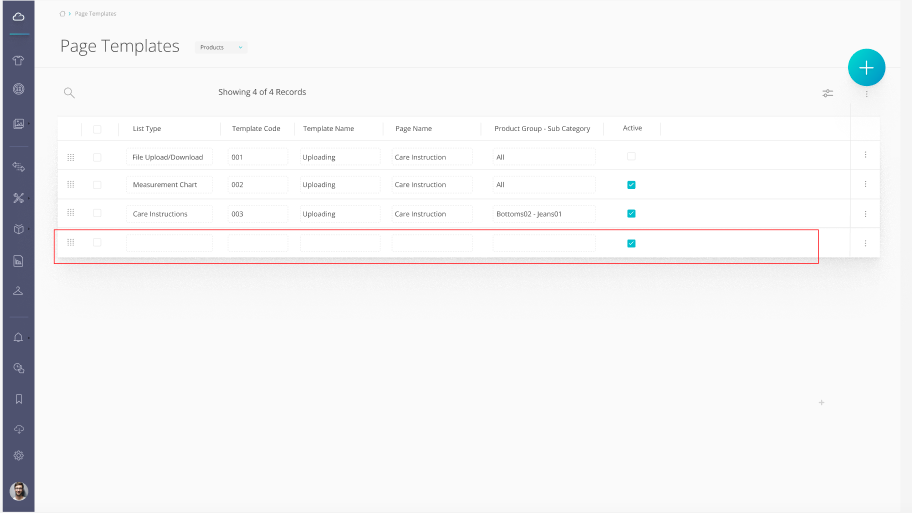 Page Templates
Page Templates
Products
Showing 4 of 4 Records
List Type Template Code Template Name Page Name Product Group - Sub Category Active
File Upload/Download 001 Uploading Care Instruction All
Measurement Chart 002 Uploading Care Instruction All
Care Instructions 003 Uploading Care Instruction Bottoms02 - Jeans01